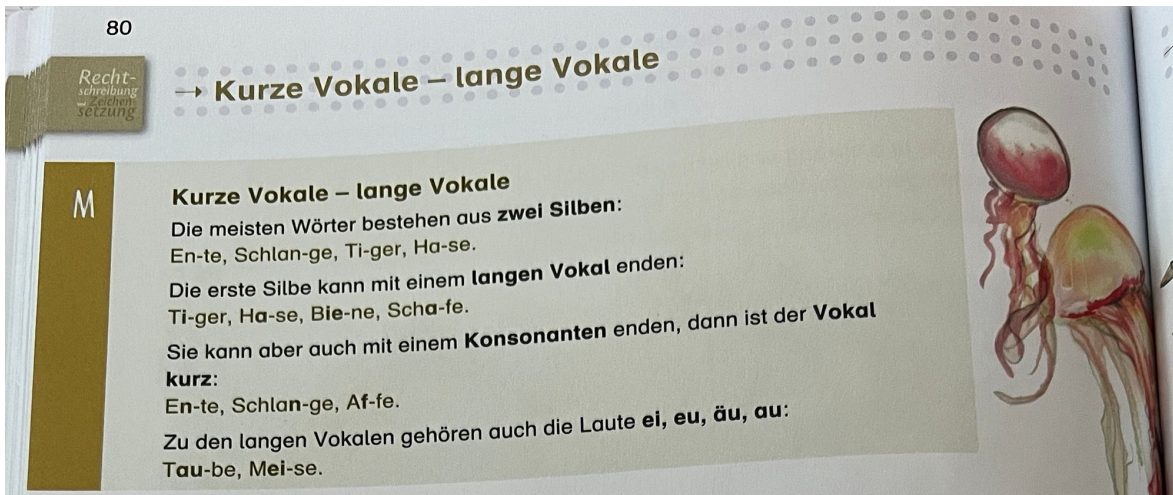 80
Recht-
schreibung
Zeichen-
setzung
→ Kurze Vokale – lange Vokale
M
Kurze Vokale – lange Vokale
Die meisten Wörter bestehen aus zwei Silben:
En-te, Schlan-ge, Ti-ger, Ha-se.
Die erste Silbe kann mit einem langen Vokal enden:
Ti-ger, Ha-se, Bie-ne, Scha-fe.
Sie kann aber auch mit einem Konsonanten enden, dann ist der Vokal
kurz:
En-te, Schlan-ge, Af-fe.
Zu den langen Vokalen gehören auch die Laute ei, eu, äu, au:
Tau-be, Mei-se.